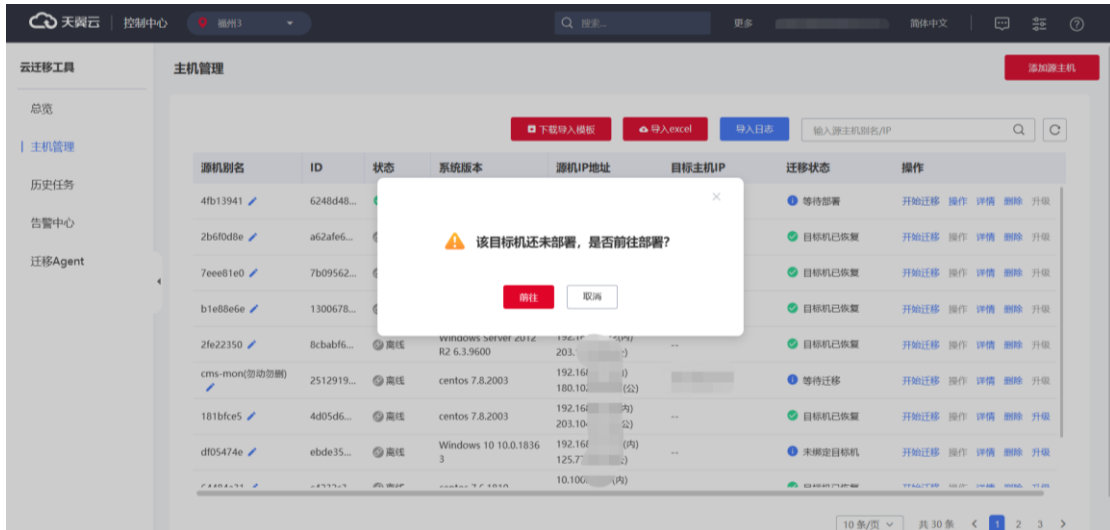 天翼云 控制中心 福州3 搜索... 更多 简体中文
云迁移工具
总览
主机管理
历史任务
告警中心
迁移Agent
主机管理 添加源主机
下载导入模板 导入excel 导入日志 输入源主机别名/IP
源机别名 ID 状态 系统版本 源机IP地址 目标主机IP 迁移状态 操作
4fb13941 6248d48... 等待部署 开始迁移 操作 详情 删除 升级
2b6f0d8e a62afe6... 目标机已恢复 开始迁移 操作 详情 删除 升级
7eee81e0 7b09562... 目标机已恢复 开始迁移 操作 详情 删除 升级
b1e88e6e 1300678... 目标机已恢复 开始迁移 操作 详情 删除 升级
该目标机还未部署，是否前往部署？
前往 取消
2fe22350 8cbabf6... 离线 Windows Server 2012 -- 目标机已恢复 开始迁移 操作 详情 删除 升级
R2 6.3.9600 203.
cms-mon(勿动勿删) 2512919... 离线 centos 7.8.2003 192.16 等待迁移 开始迁移 操作 详情 删除 升级
180.10 (公)
181bfce5 4d05d6... 离线 centos 7.8.2003 192.16 内) -- 目标机已恢复 开始迁移 操作 详情 删除 升级
203.10 公)
df05474e ebde35... 离线 Windows 10 10.0.1836 192.16 (内) -- 未绑定目标机 开始迁移 操作 详情 删除 升级
3 125.7
10.100 (内)
10 条/页 共 30 条 1 2 3